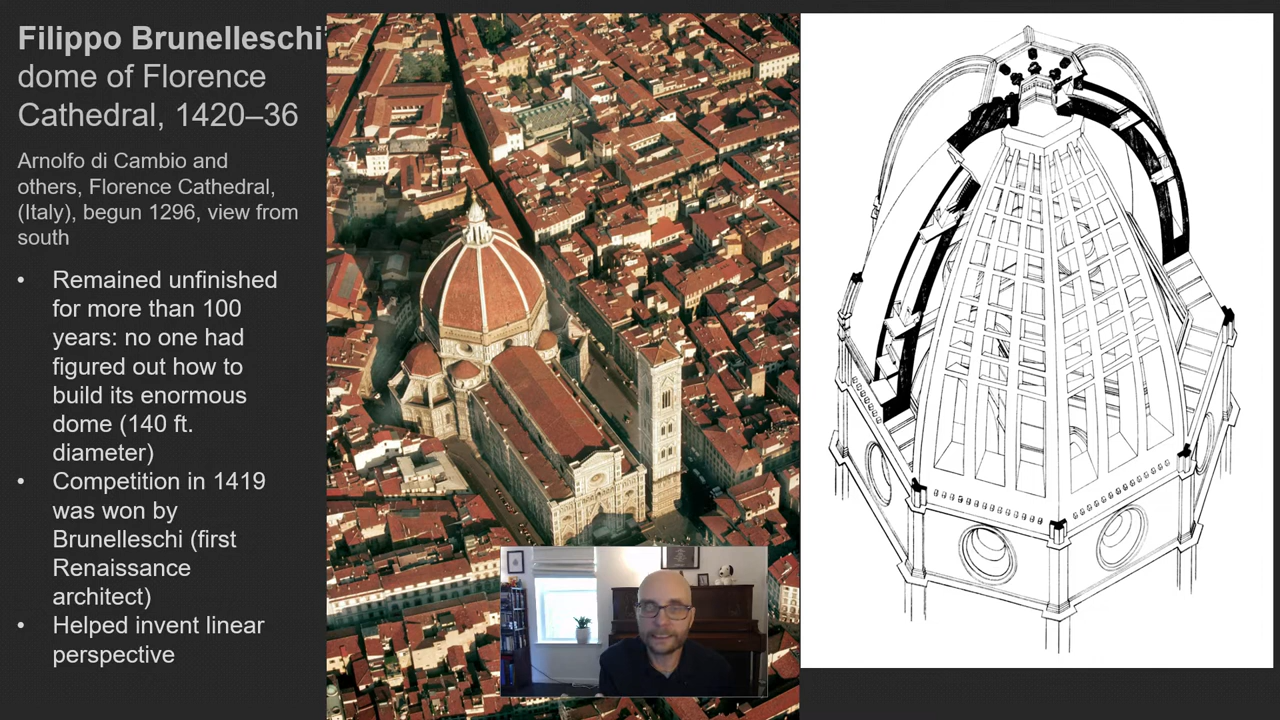 Filippo Brunelleschi'
dome of Florence
Cathedral, 1420–36
Arnolfo di Cambio and
others, Florence Cathedral,
(Italy), begun 1296, view from
south
• Remained unfinished
for more than 100
years: no one had
figured out how to
build its enormous
dome (140 ft.
diameter)
• Competition in 1419
was won by
Brunelleschi (first
Renaissance
architect)
• Helped invent linear
perspective